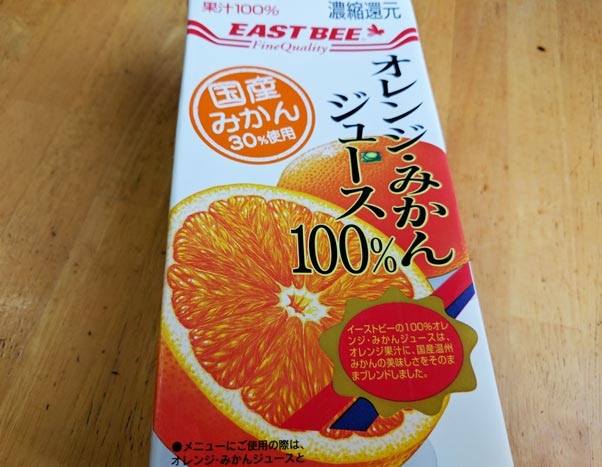 果汁100%
濃縮還元
EAST BEE
Fine Quality
国産
みかん
30%使用
オレンジ・みかん
ジュース
100%
イーストビーの100%オレ
ンジ・みかんジュースは、
オレンジ果汁に、国産温州
みかんの美味しさをそのま
まブレンドしました。
●メニューにご使用の際は、
オレンジ・みかんジュースと